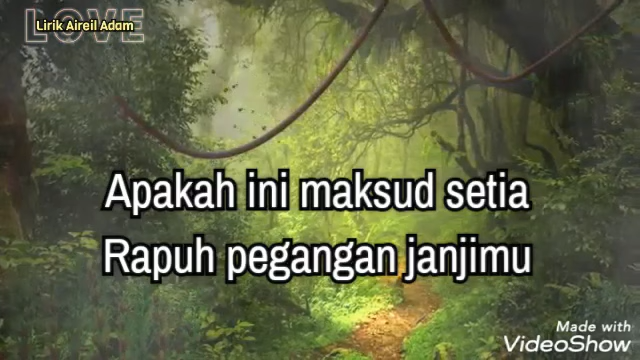 LOVE
Lirik Aireil Adam
Apakah ini maksud setia
Rapuh pegangan janjimu
Made with
VideoShow